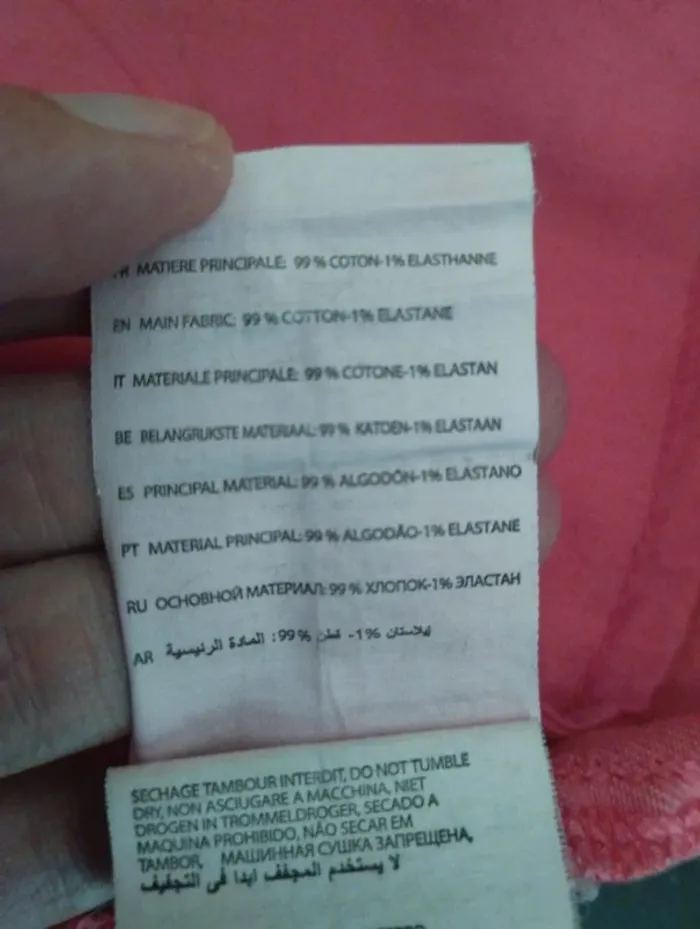 MATIERE PRINCIPALE: 99 % COTON-1% ELASTHANNE
EN MAIN FABRIC: 99 % COTTON-1% ELASTANE
IT MATERIALE PRINCIPALE: 99 % COTONE-1% ELASTAN
BE BELANGRIJKSTE MATERIAAL: 99 % KATOEN-1% ELASTAAN
ES PRINCIPAL MATERIAL: 99 % ALGODÓN-1% ELASTANO
PT MATERIAL PRINCIPAL: 99 % ALGODÃO-1% ELASTANE
RU ОСНОВНОЙ МАТЕРИАЛ: 99 % ХЛОПОК-1% ЭЛАСТАН
AR المادة الرئيسية : 99% قطن -1% إيلاستان
SECHAGE TAMBOUR INTERDIT, DO NOT TUMBLE
DRY, NON ASCIUGARE A MACCHINA, NIET
DROGEN IN TROMMELDROGER, SECADO A
MAQUINA PROHIBIDO, NÃO SECAR EM
TAMBOR, МАШИННАЯ СУШКА ЗАПРЕЩЕНА,
لا يستخدم المجفف ابدا في التجفيف